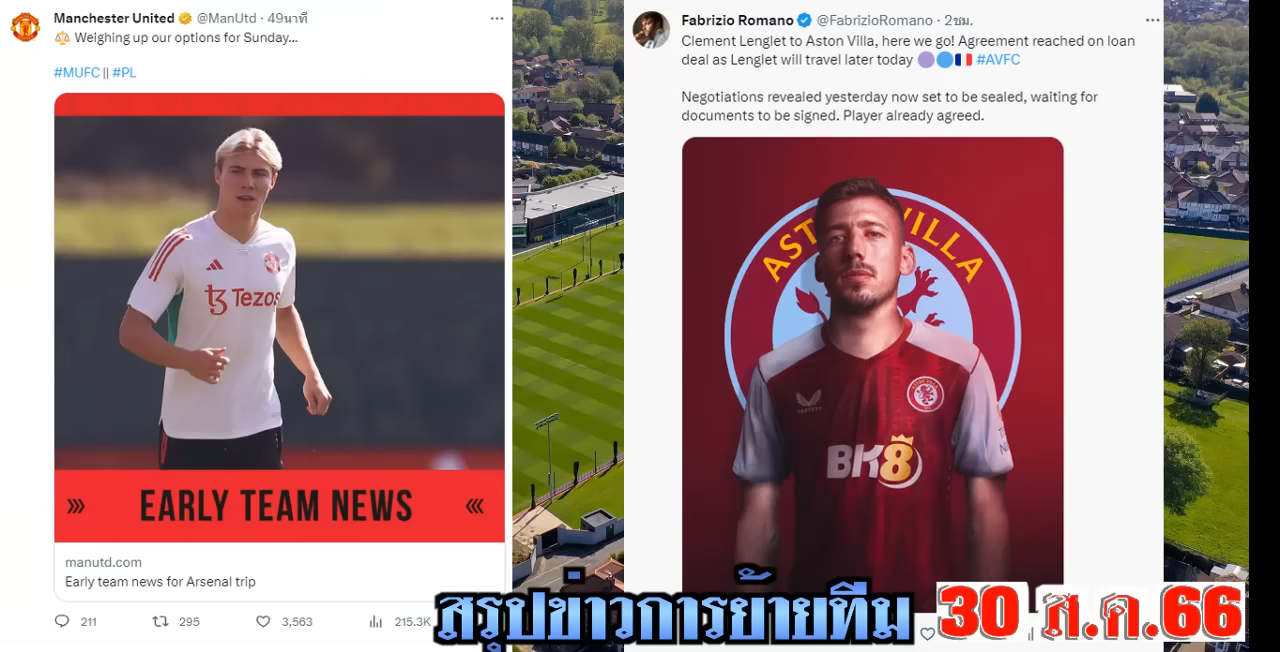 Manchester United @ManUtd · 49นาที
Weighing up our options for Sunday...
#MUFC || #PL
Tezos
EARLY TEAM NEWS
manutd.com
Early team news for Arsenal trip
211 295 3,563 215.3K
Fabrizio Romano @FabrizioRomano · 2ชม.
Clement Lenglet to Aston Villa, here we go! Agreement reached on loan
deal as Lenglet will travel later today #AVFC
Negotiations revealed yesterday now set to be sealed, waiting for
documents to be signed. Player already agreed.
ASTON VILLA
BK8
สรุปข่าวการย้ายทีม 30 ส.ค.66